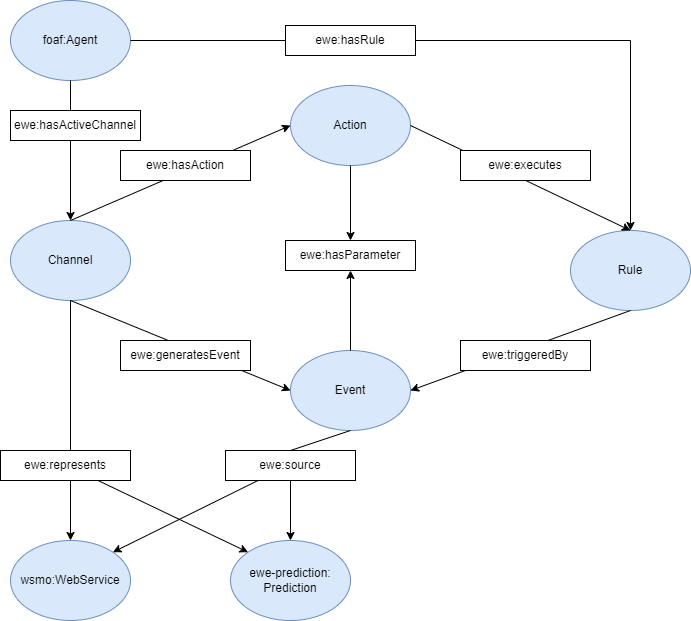 foaf:Agent
ewe:hasRule
ewe:hasActiveChannel
Action
ewe:hasAction
ewe:executes
Channel
ewe:hasParameter
Rule
ewe:generatesEvent
ewe:triggeredBy
Event
ewe:represents
ewe:source
wsmo:WebService
ewe-prediction:
Prediction